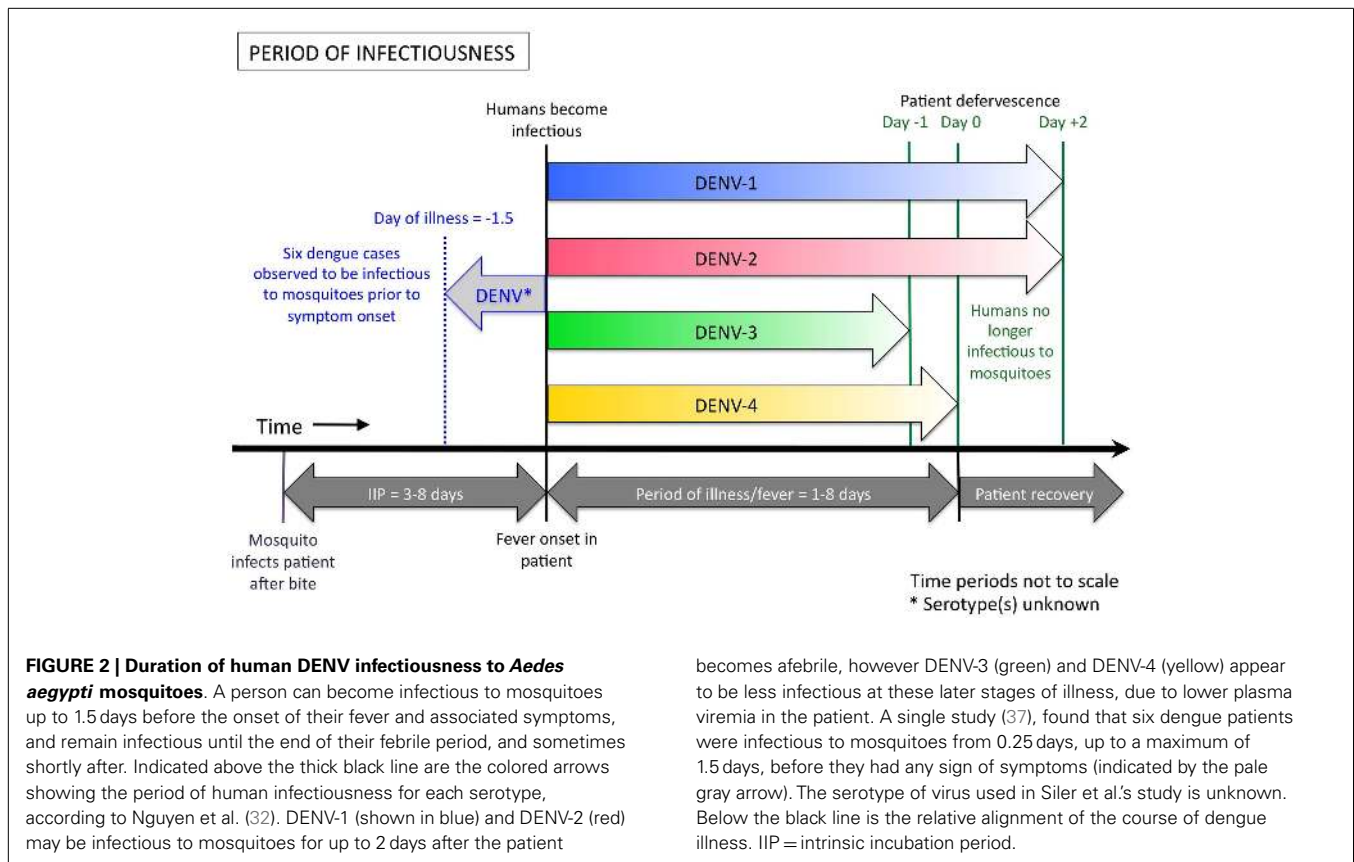 PERIOD OF INFECTIOUSNESS
Humans become
infectious
Patient defervescence
Day -1 Day 0 Day +2
DENV-1
Day of illness = -1.5
Six dengue cases
observed to be infectious
to mosquitoes prior to
symptom onset
DENV*
DENV-2
DENV-3
Humans no
longer
infectious to
mosquitoes
DENV-4
Time
IIP = 3-8 days
Period of illness/fever = 1-8 days
Patient recovery
Mosquito
infects patient
after bite
Fever onset in
patient
Time periods not to scale
* Serotype(s) unknown
FIGURE 2 | Duration of human DENV infectiousness to Aedes
aegypti mosquitoes. A person can become infectious to mosquitoes
up to 1.5 days before the onset of their fever and associated symptoms,
and remain infectious until the end of their febrile period, and sometimes
shortly after. Indicated above the thick black line are the colored arrows
showing the period of human infectiousness for each serotype,
according to Nguyen et al. (32). DENV-1 (shown in blue) and DENV-2 (red)
may be infectious to mosquitoes for up to 2 days after the patient
becomes afebrile, however DENV-3 (green) and DENV-4 (yellow) appear
to be less infectious at these later stages of illness, due to lower plasma
viremia in the patient. A single study (37), found that six dengue patients
were infectious to mosquitoes from 0.25 days, up to a maximum of
1.5 days, before they had any sign of symptoms (indicated by the pale
gray arrow). The serotype of virus used in Siler et al.'s study is unknown.
Below the black line is the relative alignment of the course of dengue
illness. IIP = intrinsic incubation period.